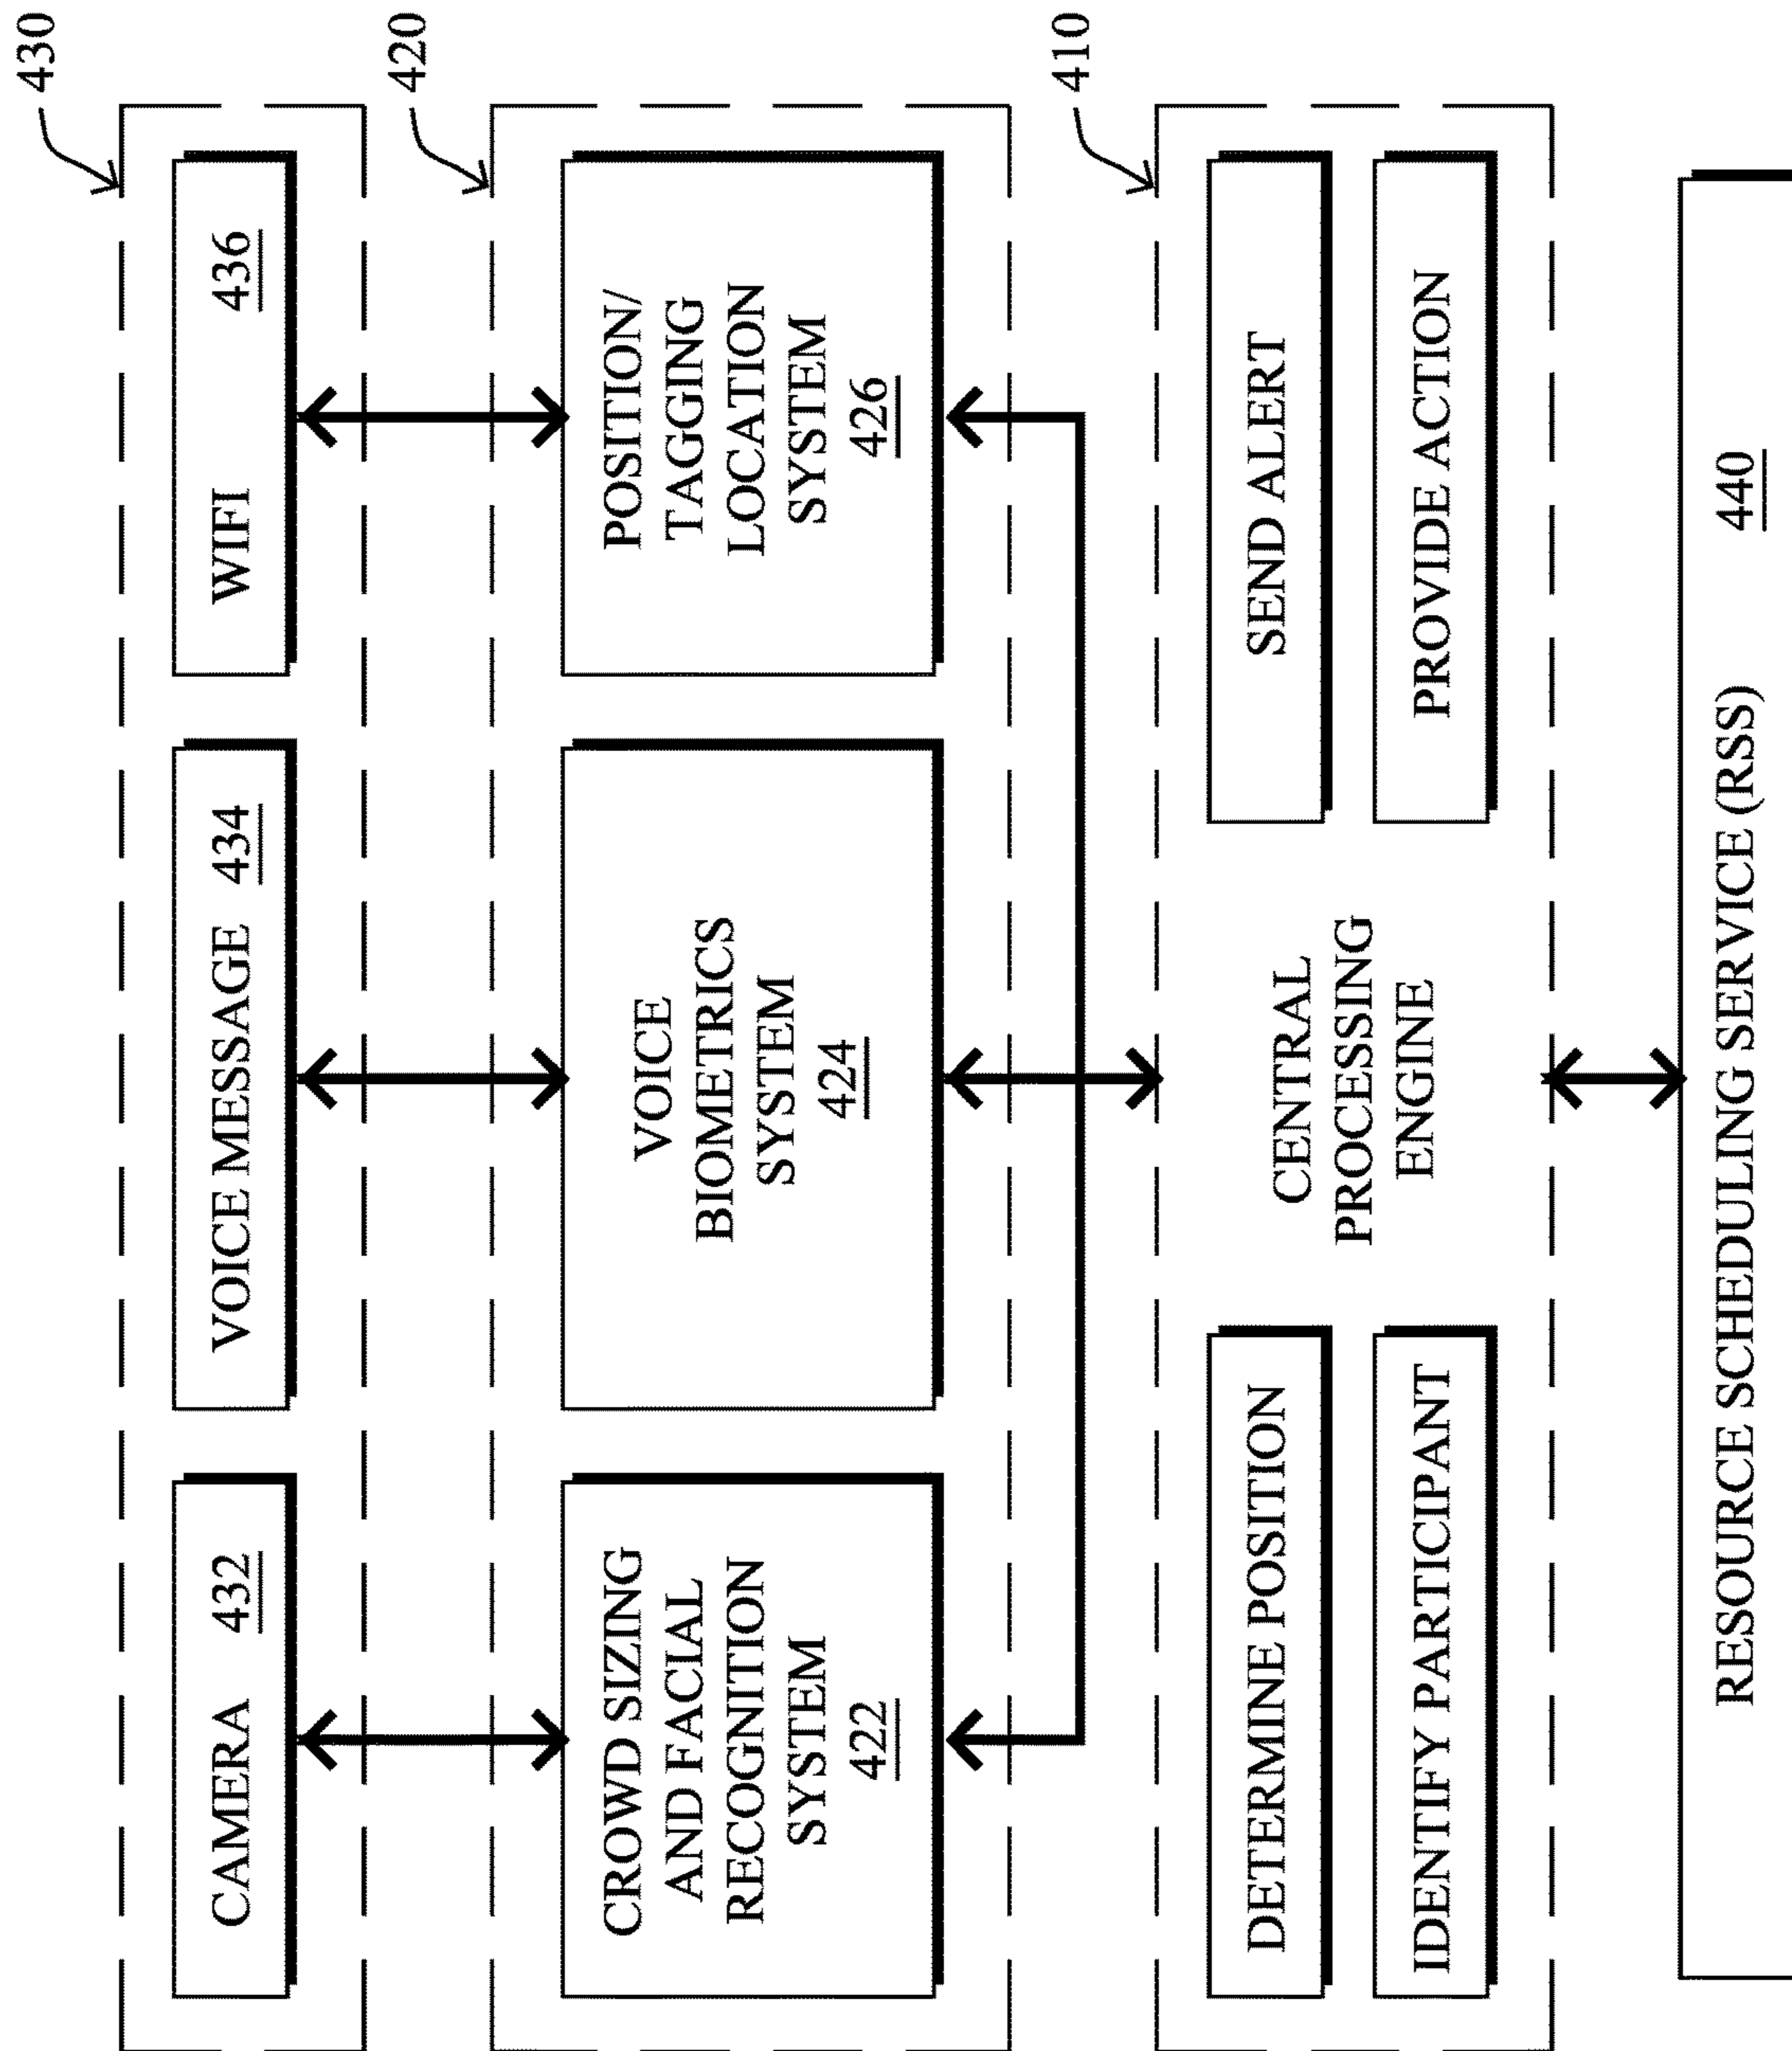 430
CAMERA 432
VOICE MESSAGE 434
WIFI 436
420
CROWD SIZING
AND FACIAL
RECOGNITION
SYSTEM
422
VOICE
BIOMETRICS
SYSTEM
424
POSITION/
TAGGING
LOCATION
SYSTEM
426
410
DETERMINE POSITION
IDENTIFY PARTICIPANT
CENTRAL
PROCESSING
ENGINE
SEND ALERT
PROVIDE ACTION
RESOURCE SCHEDULING SERVICE (RSS) 440